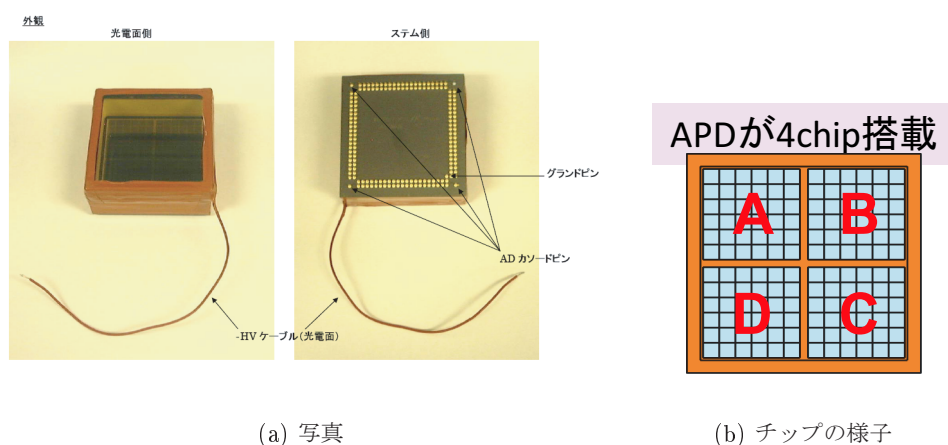 外観
光電面側
ステム側
グランドピン
AD カソードピン
-HV ケーブル(光電面)
APDが4chip搭載
A
B
D
C
(a) 写真
(b) チップの様子